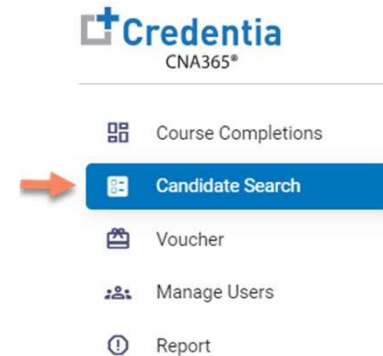 Credentia
CNA365®
Course Completions
Candidate Search
Voucher
Manage Users
Report